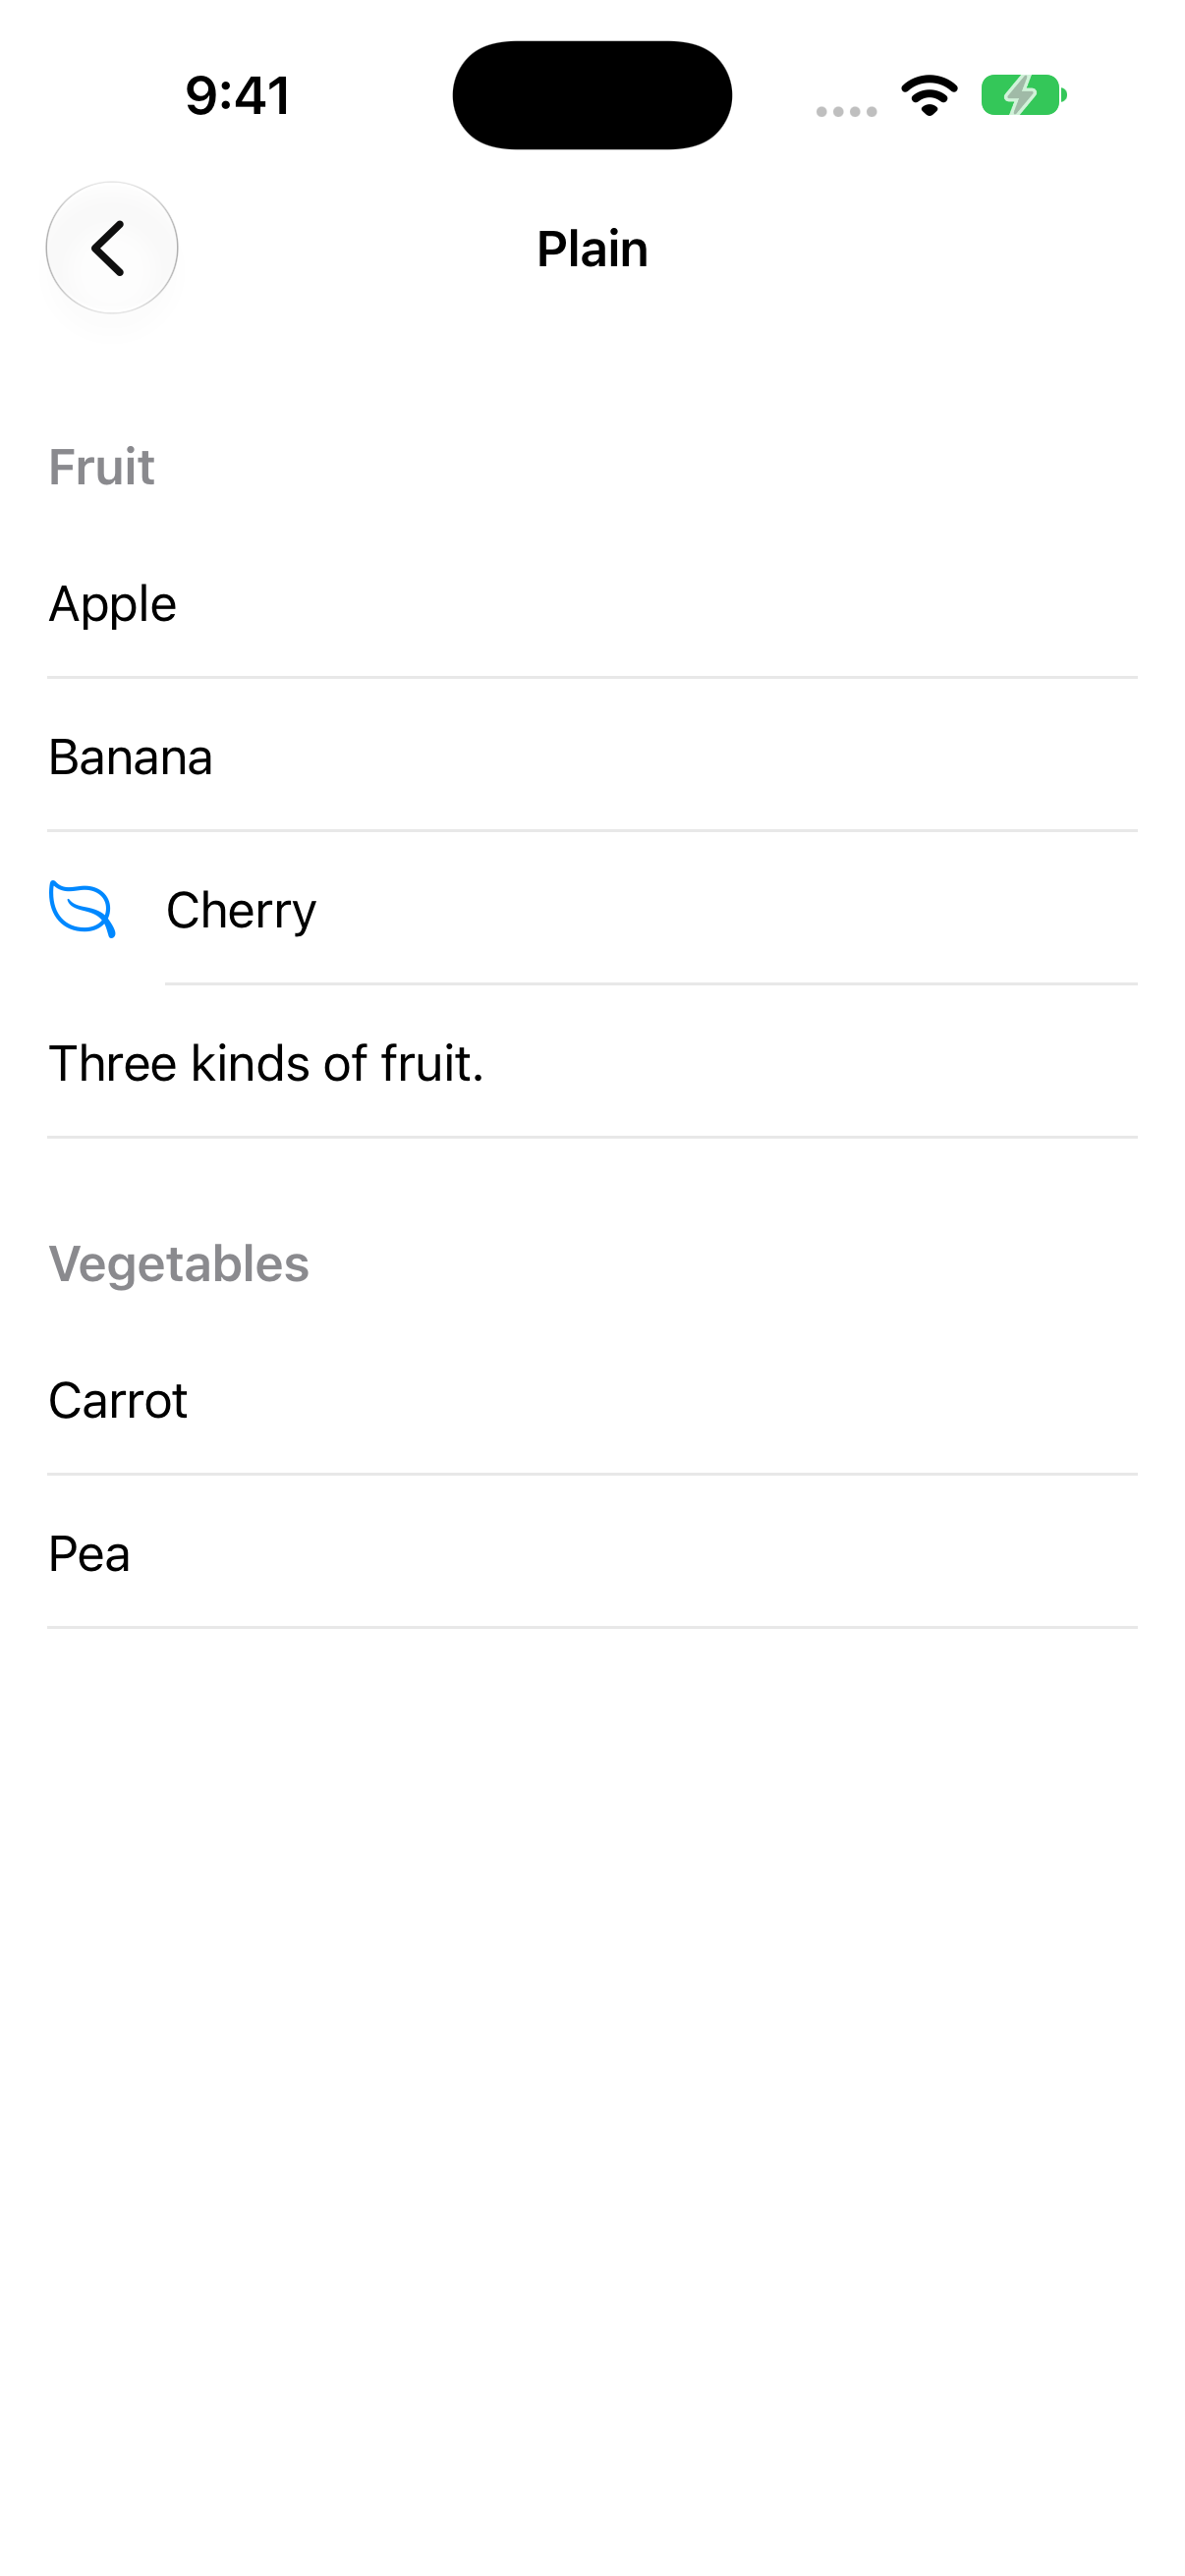 9:41
Plain
Fruit
Apple
Banana
Cherry
Three kinds of fruit.
Vegetables
Carrot
Pea